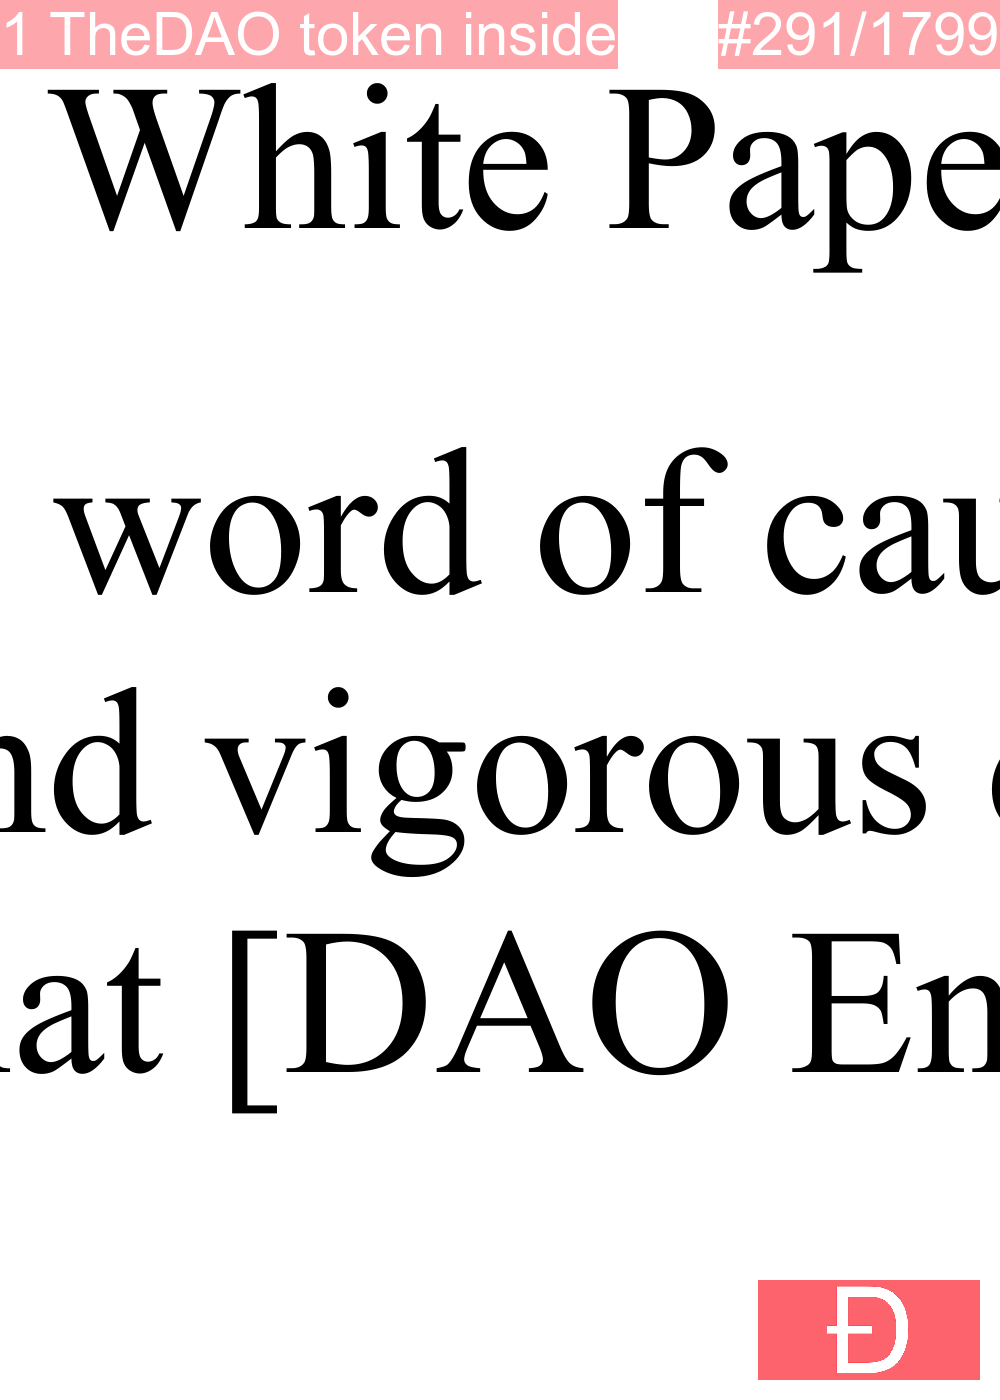 1 TheDAO token inside #291/1799
White Pape
word of cau
nd vigorous
at [DAO En
Đ